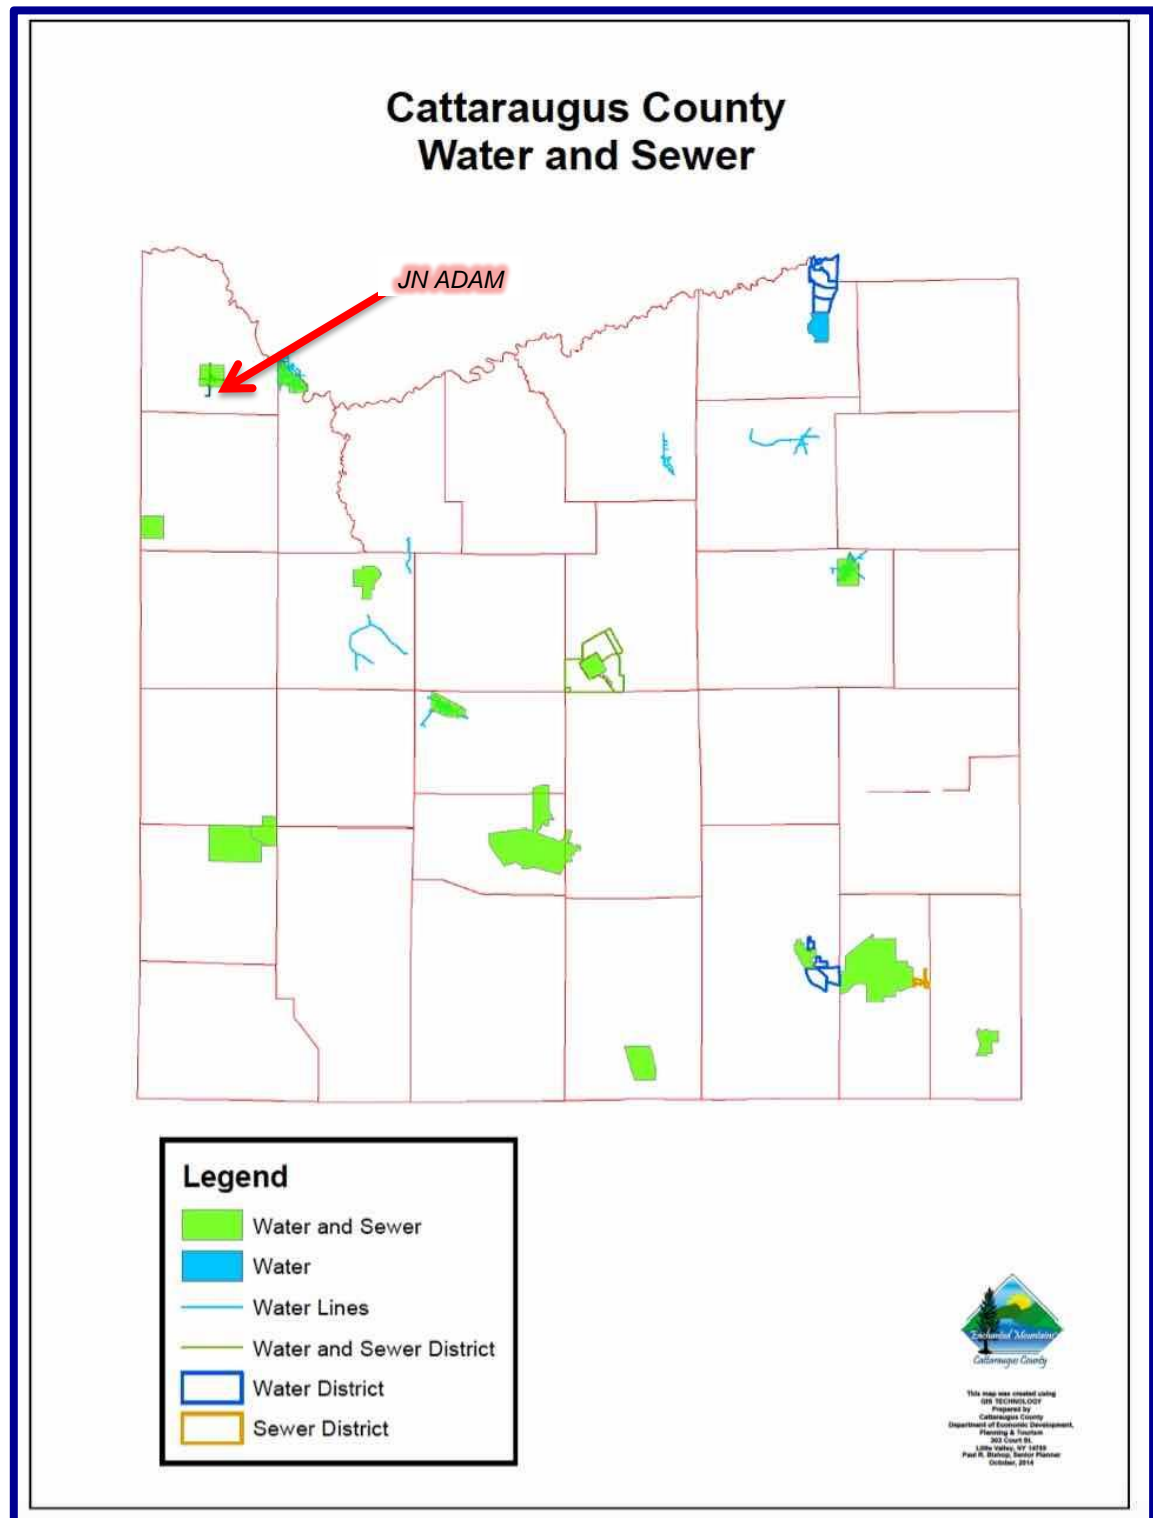 Cattaraugus County
Water and Sewer
JN ADAM
Legend
Water and Sewer
Water
Water Lines
Water and Sewer District
Water District
Sewer District
Enchanted Mountains
Cattaraugus County
This map was created using
GIS TECHNOLOGY
Prepared by
Cattaraugus County
Department of Economic Development,
Planning & Tourism
303 Court St.
Little Valley, NY 14755
Paul R. Bishop, Senior Planner
October, 2014